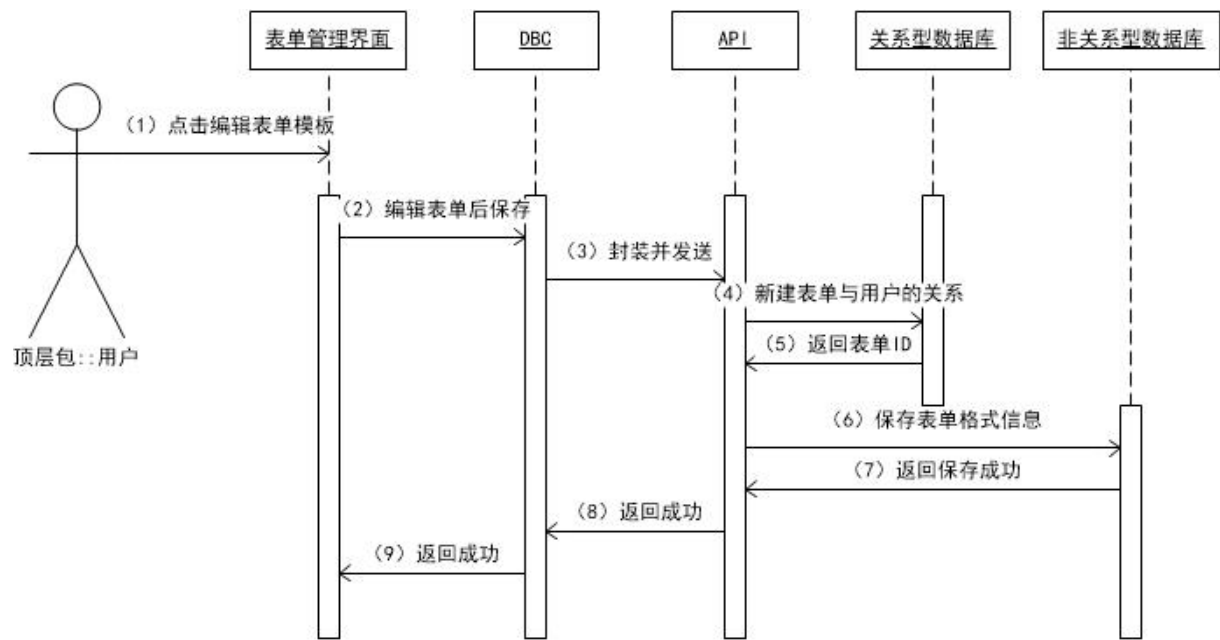 表单管理界面
DBC
API
关系型数据库
非关系型数据库
（1）点击编辑表单模板
（2）编辑表单后保存
（3）封装并发送
（4）新建表单与用户的关系
（5）返回表单ID
顶层包::用户
（6）保存表单格式信息
（7）返回保存成功
（8）返回成功
（9）返回成功